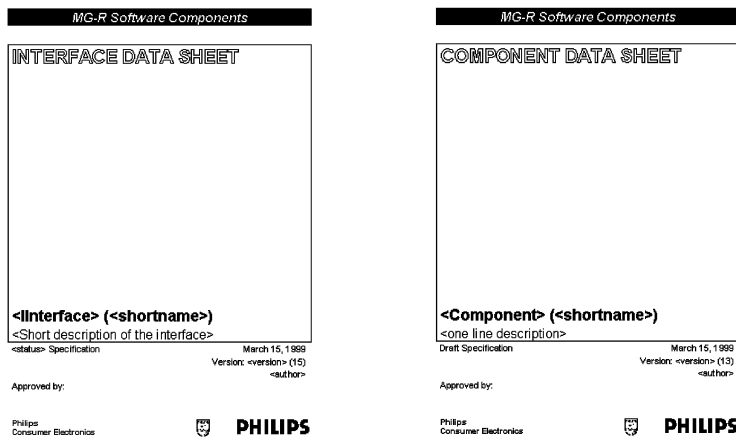 MG-R Software Components
INTERFACE DATA SHEET
<IInterface> (<shortname>)
<Short description of the interface>
<status> Specification
March 15, 1999
Version: <version> (15)
<author>
Approved by:
Philips
Consumer Electronics
PHILIPS
MG-R Software Components
COMPONENT DATA SHEET
<Component> (<shortname>)
<one line description>
Draft Specification
March 15, 1999
Version: <version> (13)
<author>
Approved by:
Philips
Consumer Electronics
PHILIPS